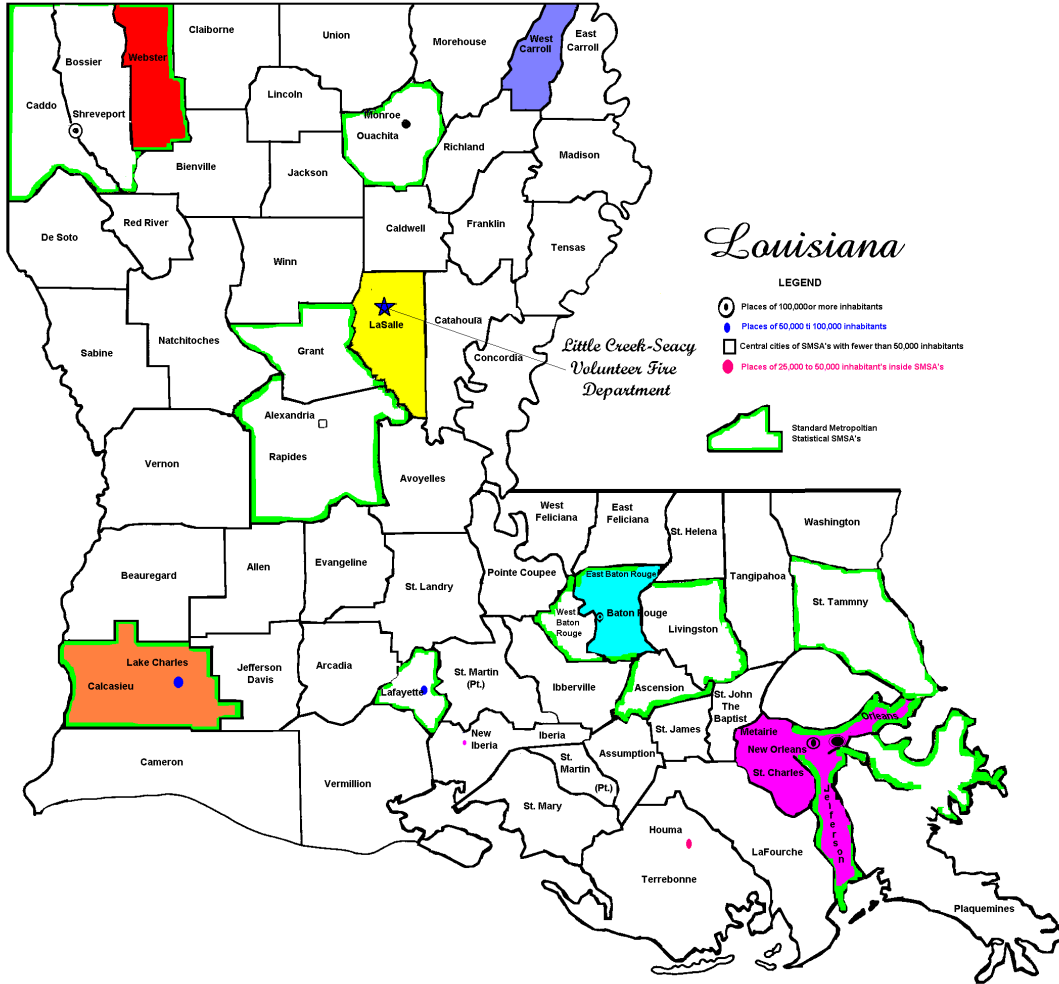 Claiborne
Union
Morehouse
West
Carroll
East
Carroll
Bossier
Webster
Caddo
Shreveport
Lincoln
Monroe
Ouachita
Richland
Madison
Bienville
Jackson
De Soto
Red River
Caldwell
Franklin
Tensas
Winn
Louisiana
LEGEND
Places of 100,000or more inhabitants
Places of 50,000 ti 100,000 inhabitants
Central cities of SMSA's with fewer than 50,000 inhabitants
Places of 25,000 to 50,000 inhabitant's inside SMSA's
Standard Metropoltian
Statistical SMSA's
LaSalle
Catahoula
Concordia
Little Creek-Seacy
Volunteer Fire
Department
Sabine
Natchitoches
Grant
Alexandria
Rapides
Vernon
Avoyelles
West
Feliciana
East
Feliciana
St. Helena
Washington
Beauregard
Allen
Evangeline
St. Landry
Pointe Coupee
East Baton Rouge
Baton Rouge
West
Baton
Rouge
Livingston
Tangipahoa
St. Tammny
Lake Charles
Calcasieu
Jefferson
Davis
Arcadia
Lafayette
St. Martin
(Pt.)
Ibberville
Ascension
St. John
The
Baptist
Orleans
Metairie
New Orleans
St. Charles
Jefferson
New
Iberia
Iberia
St. James
Assumption
St.
Martin
(Pt.)
Cameron
Vermillion
St. Mary
Houma
Terrebonne
LaFourche
Plaquemines